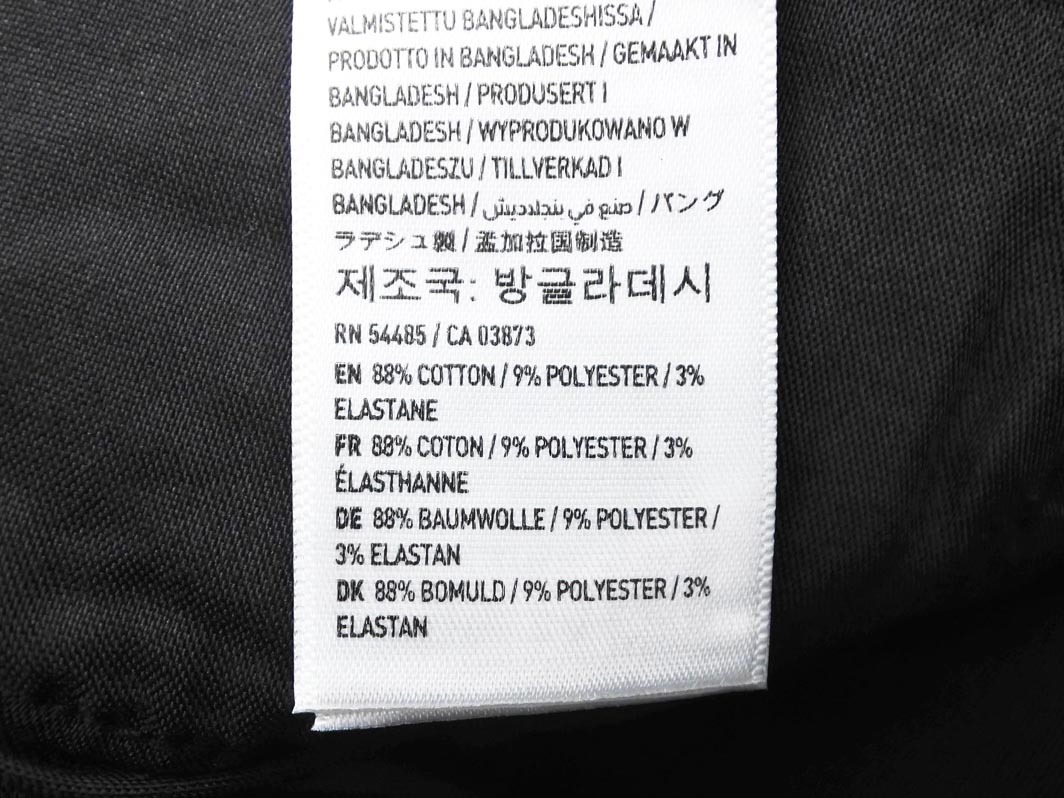 VALMISTETTU BANGLADESHISSA /
PRODOTTO IN BANGLADESH / GEMAAKT IN
BANGLADESH / PRODUSERT I
BANGLADESH / WYPRODUKOWANO W
BANGLADESZU / TILLVERKAD I
BANGLADESH / صنع في بنجلاديش / バング
ラデシュ製 / 孟加拉国制造
제조국: 방글라데시
RN 54485 / CA 03873
EN 88% COTTON / 9% POLYESTER / 3%
ELASTANE
FR 88% COTON / 9% POLYESTER / 3%
ÉLASTHANNE
DE 88% BAUMWOLLE / 9% POLYESTER /
3% ELASTAN
DK 88% BOMULD / 9% POLYESTER / 3%
ELASTAN